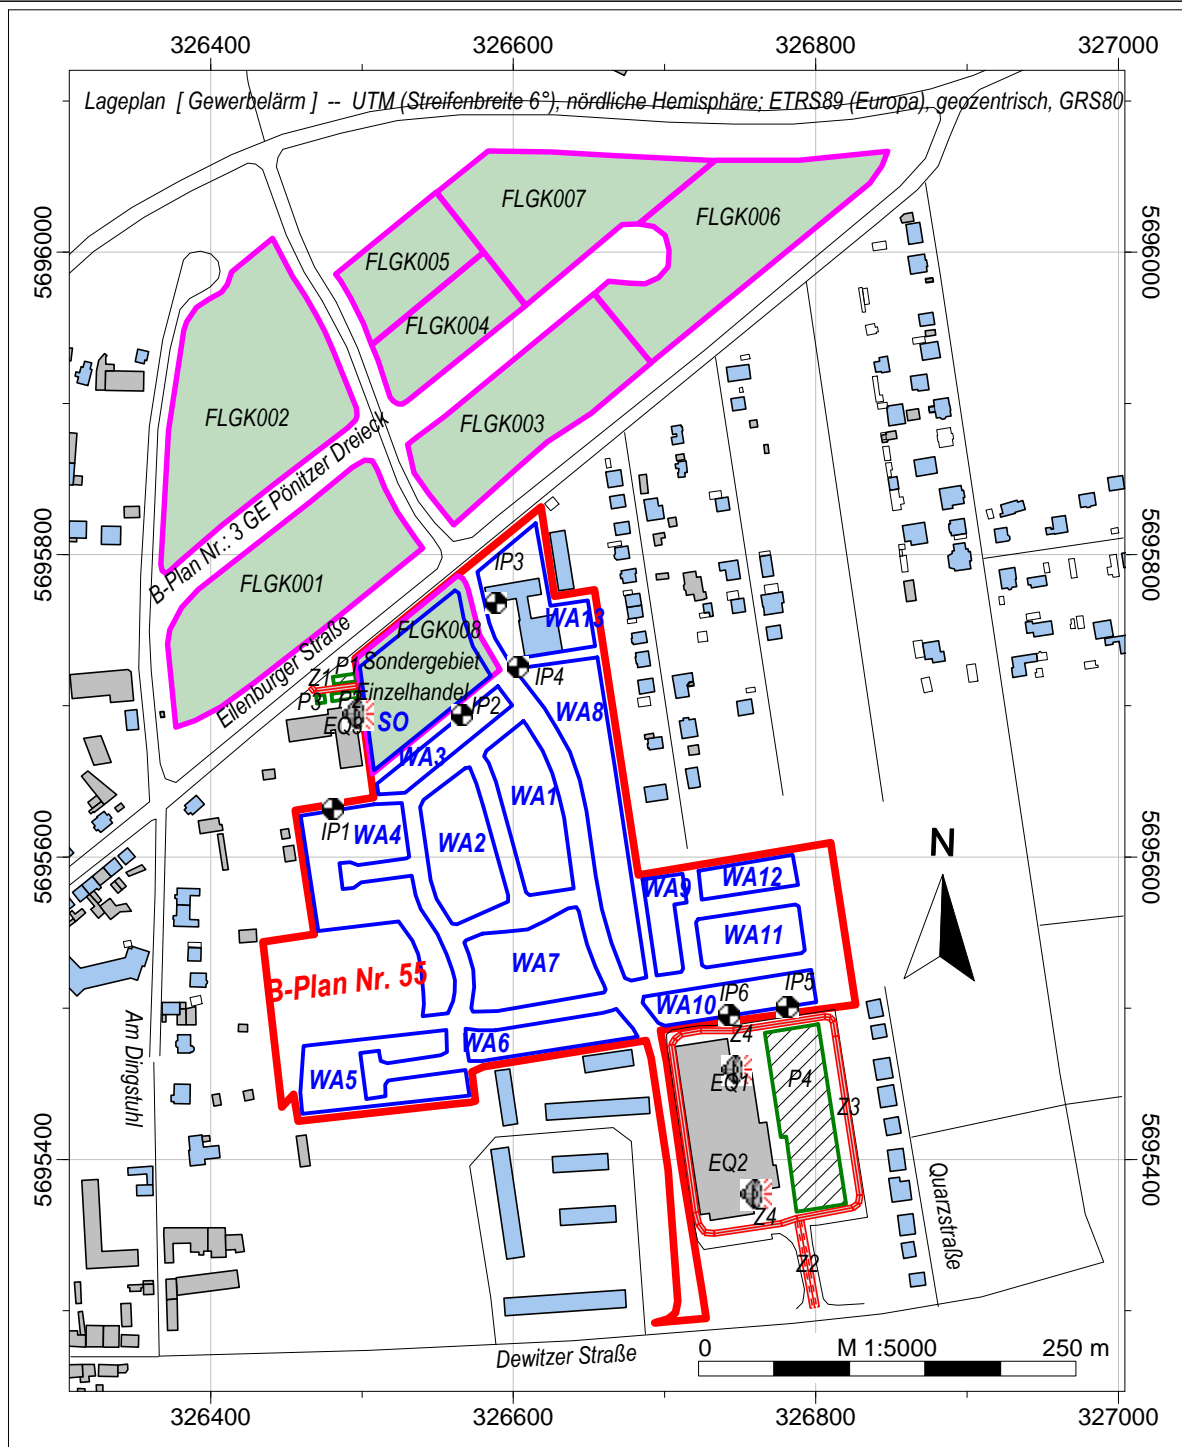 326400 326600 326800 327000
Lageplan [ Gewerbelärm ] -- UTM (Streifenbreite 6°), nördliche Hemisphäre; ETRS89 (Europa), geozentrisch, GRS80
FLGK007
FLGK006
5696000
5696000
FLGK005
FLGK004
FLGK002
FLGK003
B-Plan Nr.: 3 GE Pönitzer Dreieck
5695800
5695800
FLGK001
IP3
WA13
FLGK008
Eilenburger Straße
P1
Z1
Sondergebiet
Einzelhandel
IP4
P3
P2
EQ3
SO
IP2
WA8
WA3
WA1
IP1
WA4
WA2
N
5695600
5695600
WA9
WA12
WA11
WA7
B-Plan Nr. 55
IP5
IP6
WA10
Am Dingstuhl
WA6
Z4
WA5
EQ1
P4
Z3
5695400
5695400
EQ2
Quarzstraße
Z4
Z2
Dewitzer Straße
0 M 1:5000 250 m
326400 326600 326800 327000